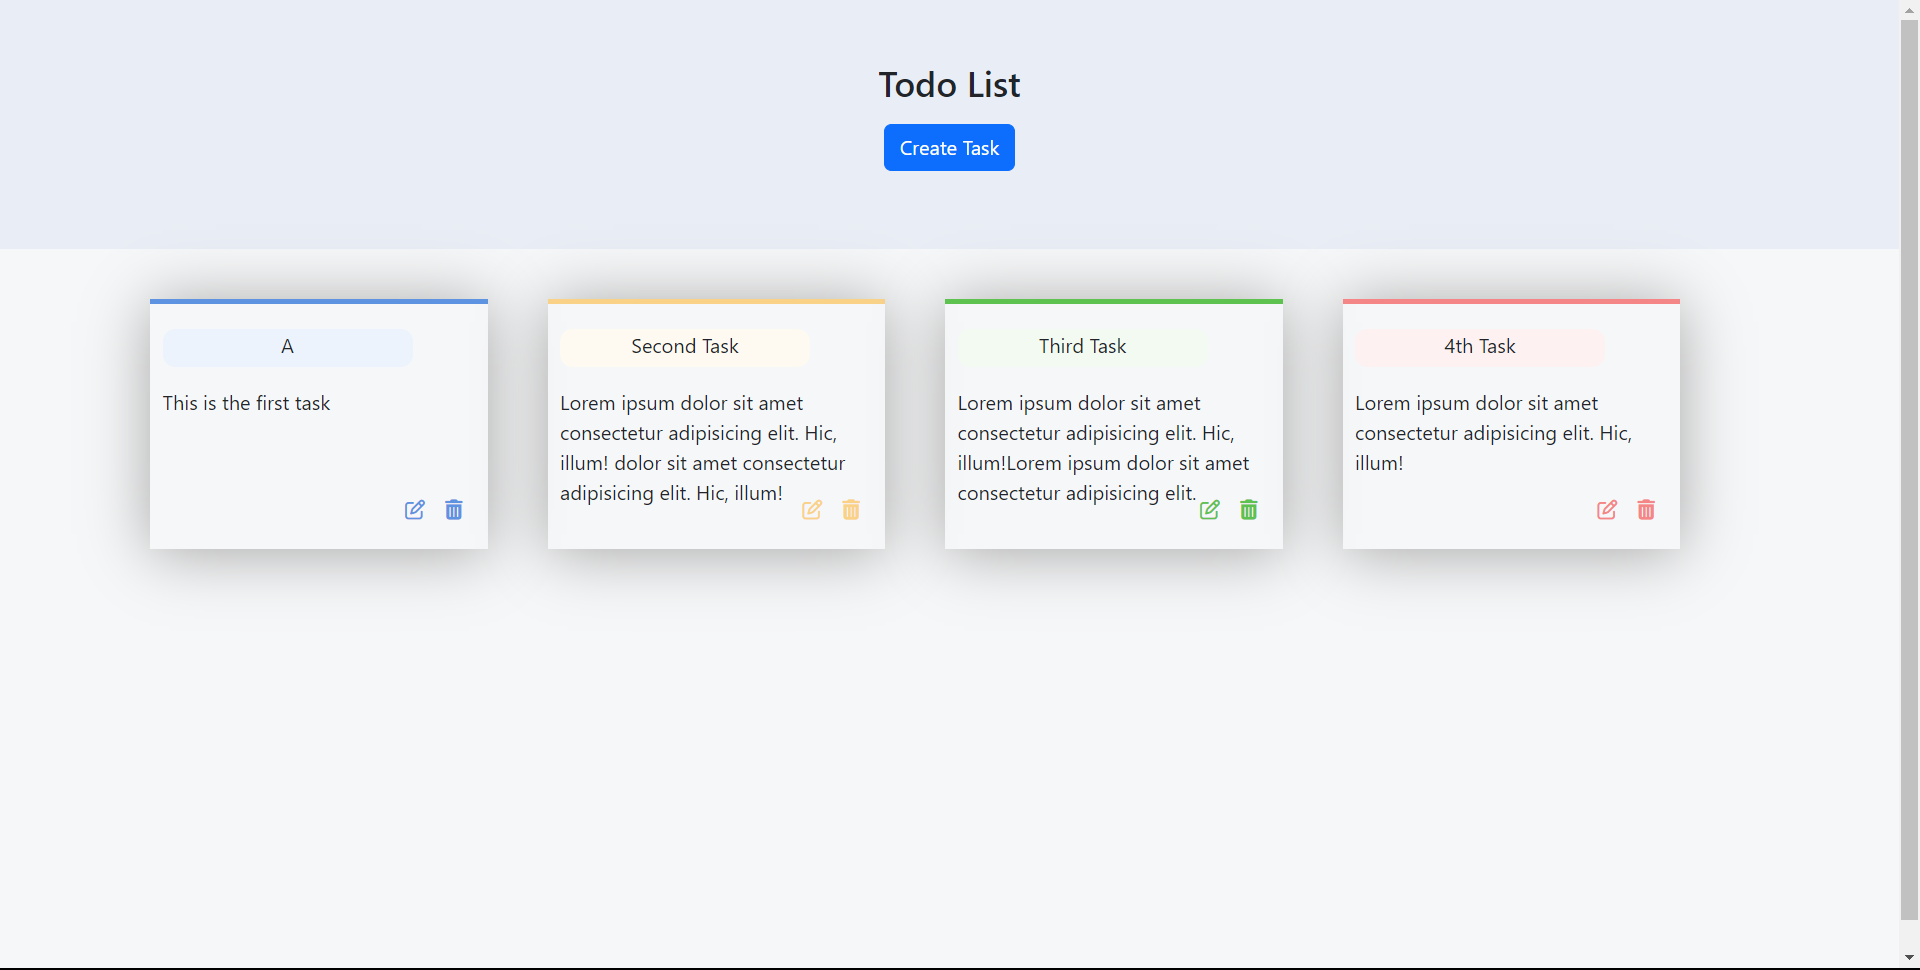 Todo List
Create Task
A
This is the first task
Second Task
Lorem ipsum dolor sit amet
consectetur adipisicing elit. Hic,
illum! dolor sit amet consectetur
adipisicing elit. Hic, illum!
Third Task
Lorem ipsum dolor sit amet
consectetur adipisicing elit. Hic,
illum!Lorem ipsum dolor sit amet
consectetur adipisicing elit.
4th Task
Lorem ipsum dolor sit amet
consectetur adipisicing elit. Hic,
illum!